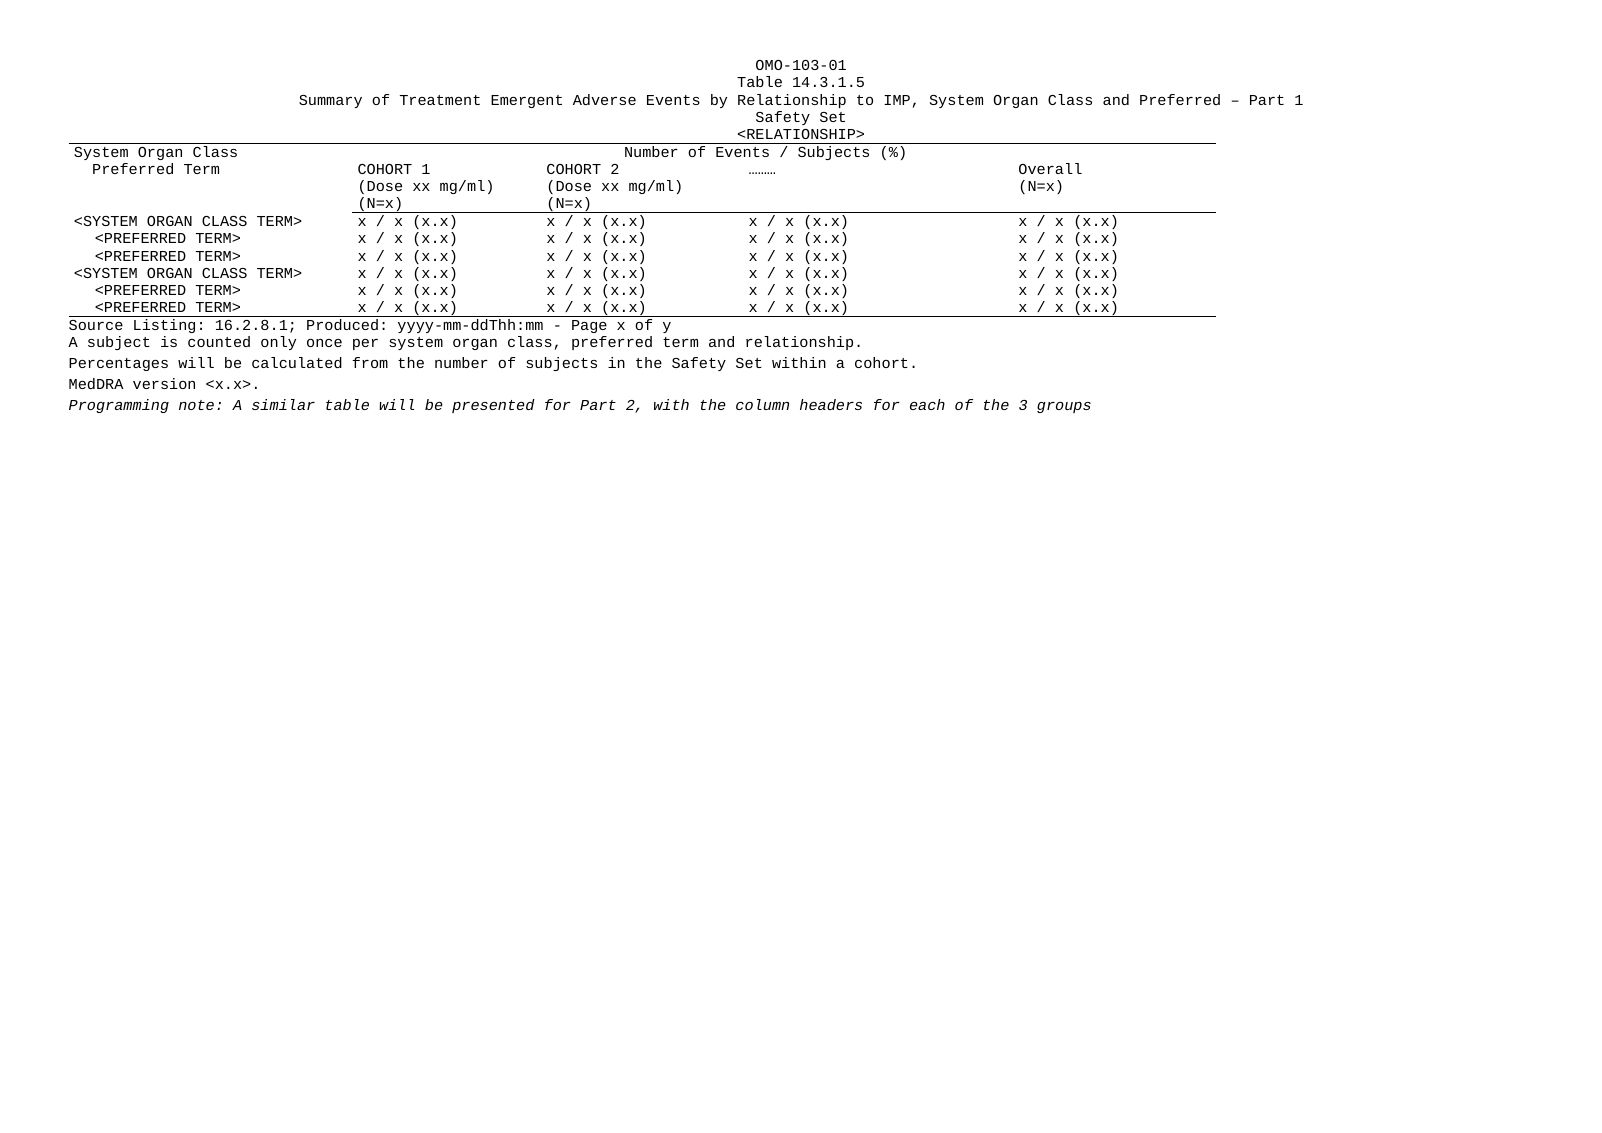 OMO-103-01
Table 14.3.1.5
Summary of Treatment Emergent Adverse Events by Relationship to IMP, System Organ Class and Preferred – Part 1
Safety Set
<RELATIONSHIP>
System Organ Class Number of Events / Subjects (%)
Preferred Term COHORT 1 COHORT 2 ……… Overall
(Dose xx mg/ml) (Dose xx mg/ml) (N=x)
(N=x) (N=x)
<SYSTEM ORGAN CLASS TERM> x / x (x.x) x / x (x.x) x / x (x.x) x / x (x.x)
<PREFERRED TERM> x / x (x.x) x / x (x.x) x / x (x.x) x / x (x.x)
<PREFERRED TERM> x / x (x.x) x / x (x.x) x / x (x.x) x / x (x.x)
<SYSTEM ORGAN CLASS TERM> x / x (x.x) x / x (x.x) x / x (x.x) x / x (x.x)
<PREFERRED TERM> x / x (x.x) x / x (x.x) x / x (x.x) x / x (x.x)
<PREFERRED TERM> x / x (x.x) x / x (x.x) x / x (x.x) x / x (x.x)
Source Listing: 16.2.8.1; Produced: yyyy-mm-ddThh:mm - Page x of y
A subject is counted only once per system organ class, preferred term and relationship.
Percentages will be calculated from the number of subjects in the Safety Set within a cohort.
MedDRA version <x.x>.
Programming note: A similar table will be presented for Part 2, with the column headers for each of the 3 groups